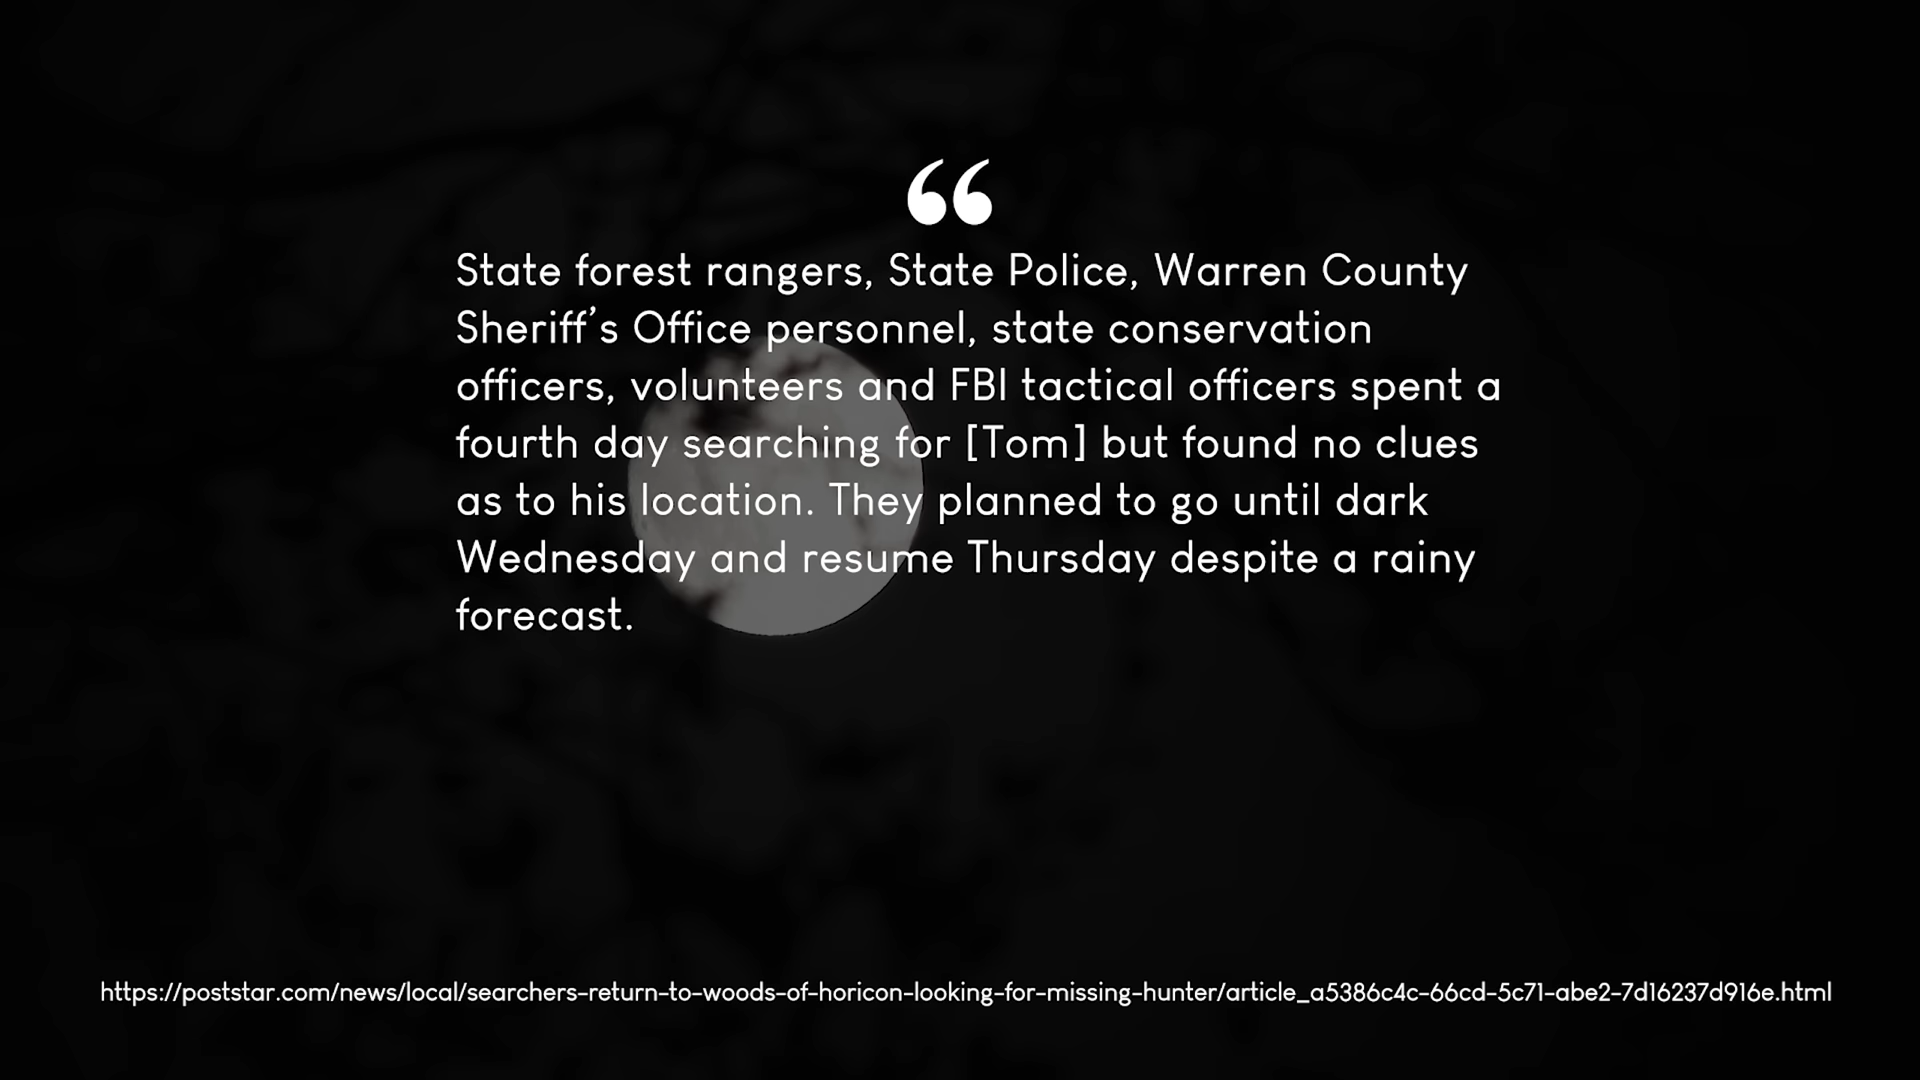 “
State forest rangers, State Police, Warren County
Sheriff’s Office personnel, state conservation
officers, volunteers and FBI tactical officers spent a
fourth day searching for [Tom] but found no clues
as to his location. They planned to go until dark
Wednesday and resume Thursday despite a rainy
forecast.
https://poststar.com/news/local/searchers-return-to-woods-of-horicon-looking-for-missing-hunter/article_a5386c4c-66cd-5c71-abe2-7d16237d916e.html